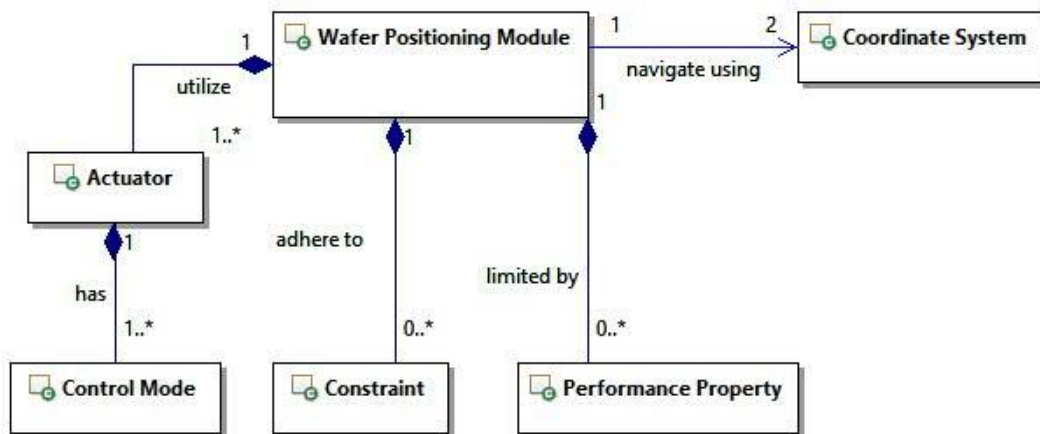 Wafer Positioning Module
1
1
2
Coordinate System
navigate using
1
utilize
1
1..*
1
Actuator
1
adhere to
limited by
has
1..*
0..*
0..*
Control Mode
Constraint
Performance Property